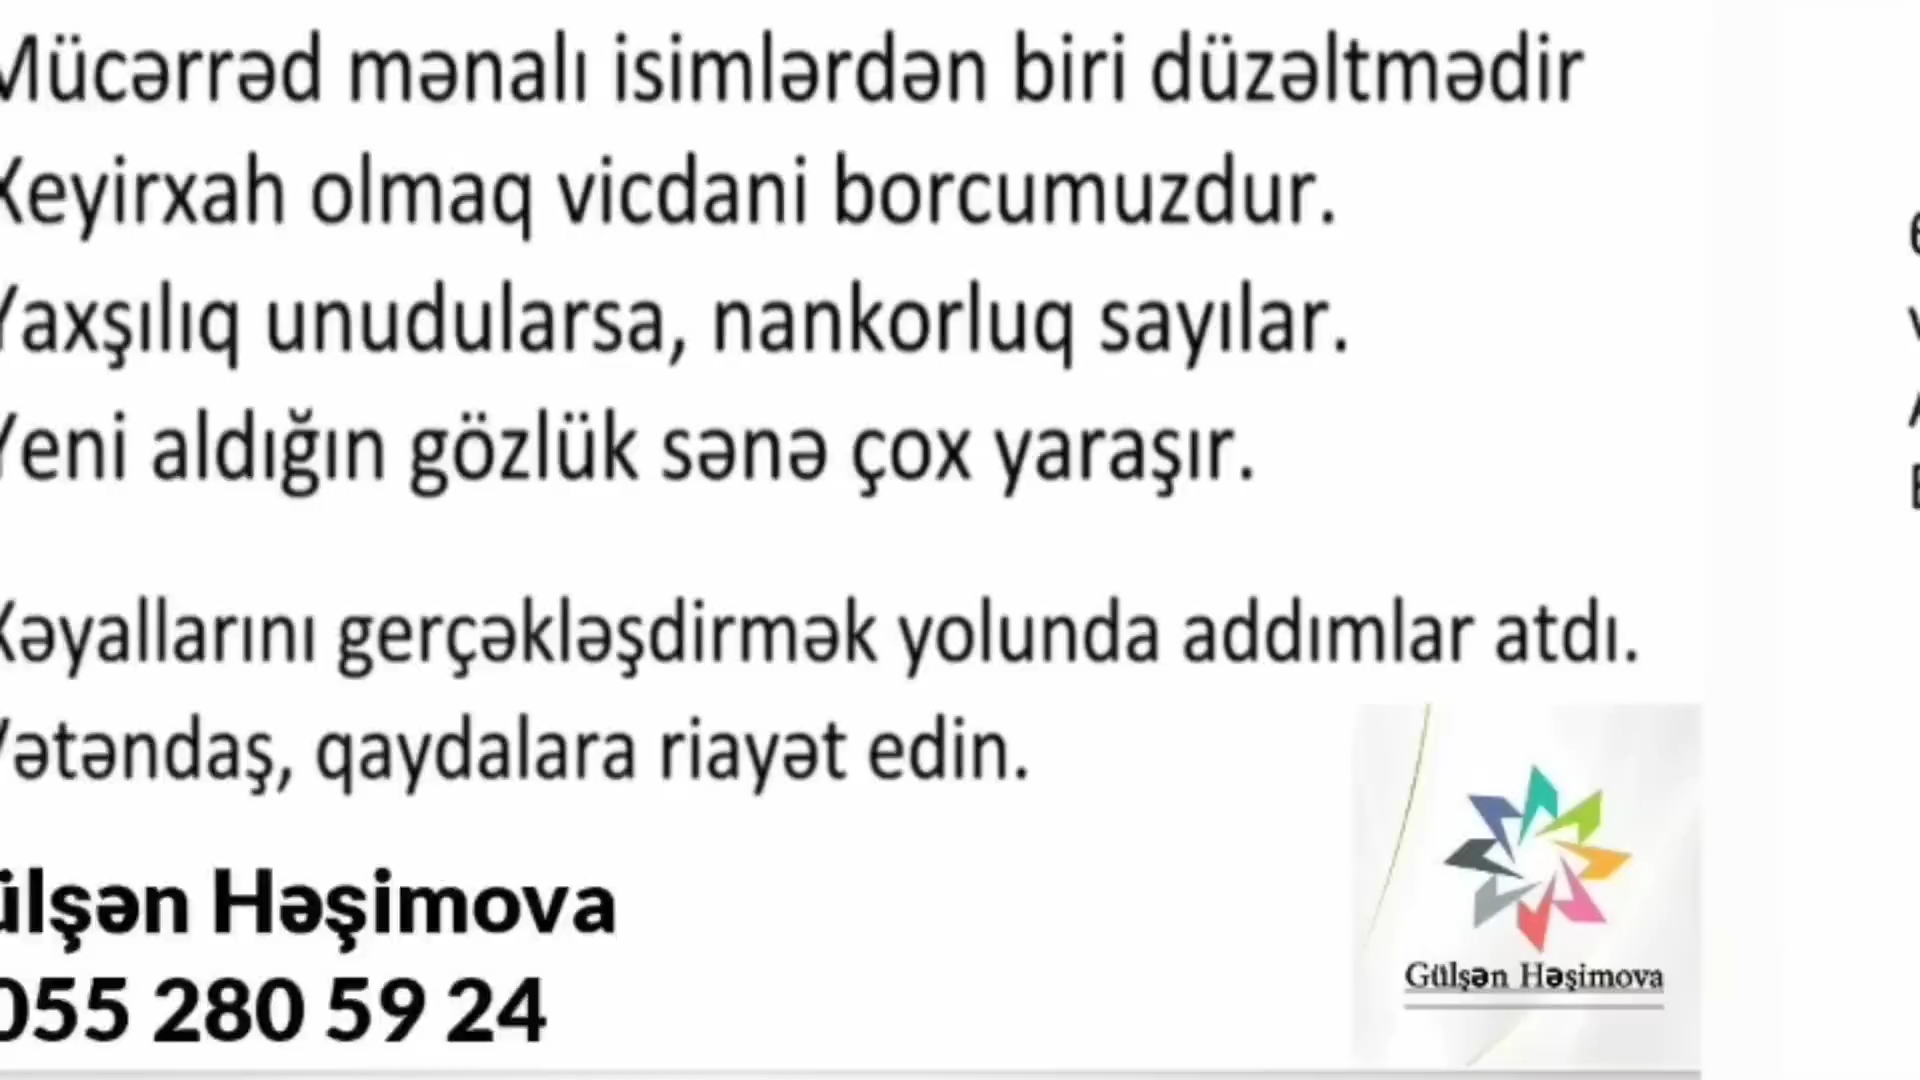 Mücərrəd mənalı isimlərdən biri düzəltmədir
Xeyirxah olmaq vicdani borcumuzdur.
Yaxşılıq unudularsa, nankorluq sayılar.
Yeni aldığın gözlük sənə çox yaraşır.
Xəyallarını gerçəkləşdirmək yolunda addımlar atdı.
Vətəndaş, qaydalara riayət edin.
ülşən Həşimova
055 280 59 24
Gülşən Həşimova